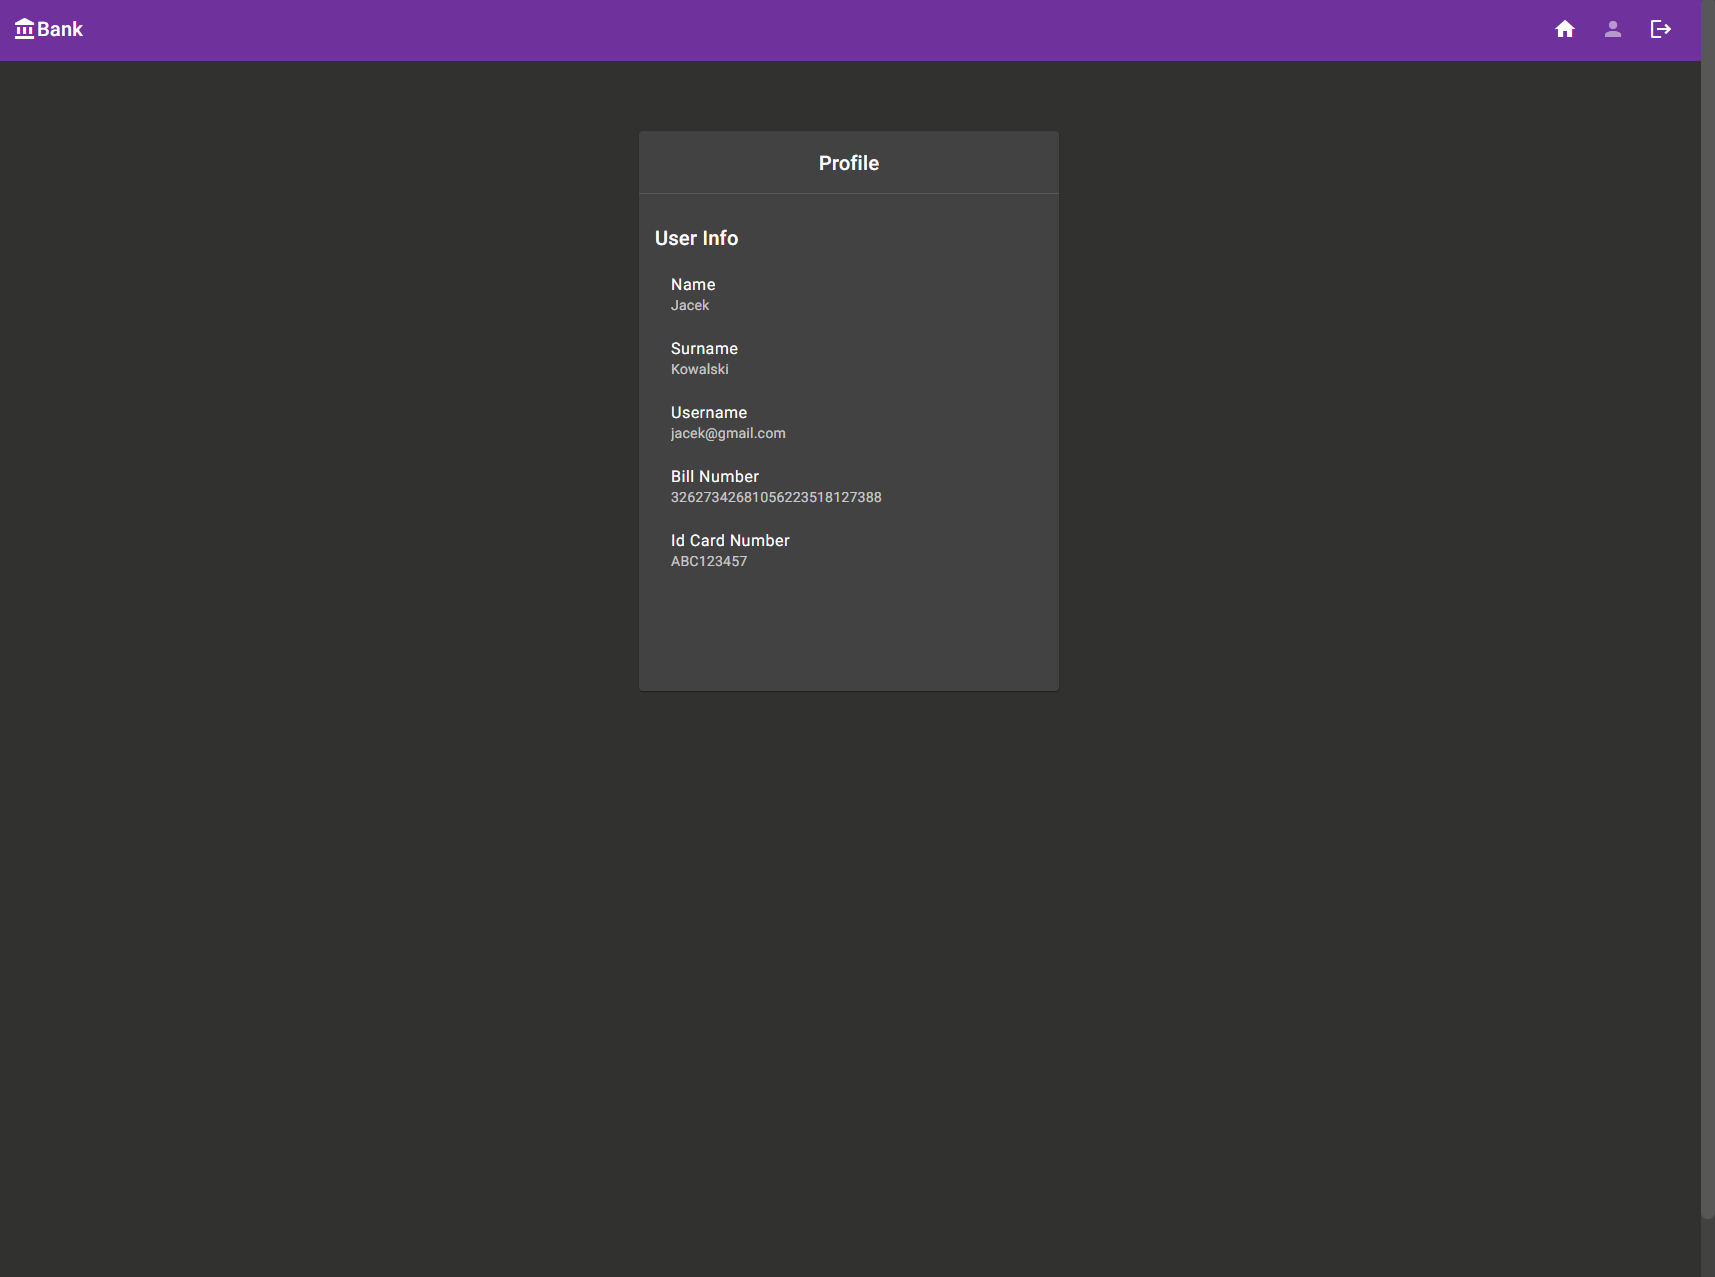 Bank
Profile
User Info
Name
Jacek
Surname
Kowalski
Username
jacek@gmail.com
Bill Number
32627342681056223518127388
Id Card Number
ABC123457